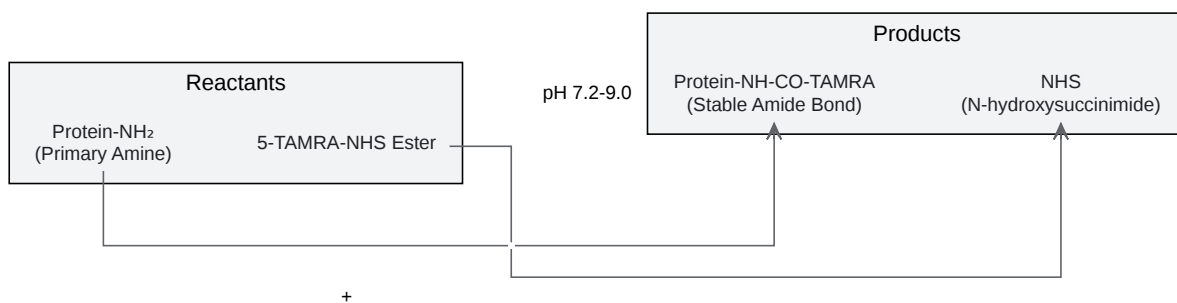 Products
Reactants
Protein-NH-CO-TAMRA
(Stable Amide Bond)
NHS
(N-hydroxysuccinimide)
pH 7.2-9.0
Protein-NH₂
(Primary Amine)
5-TAMRA-NHS Ester
+